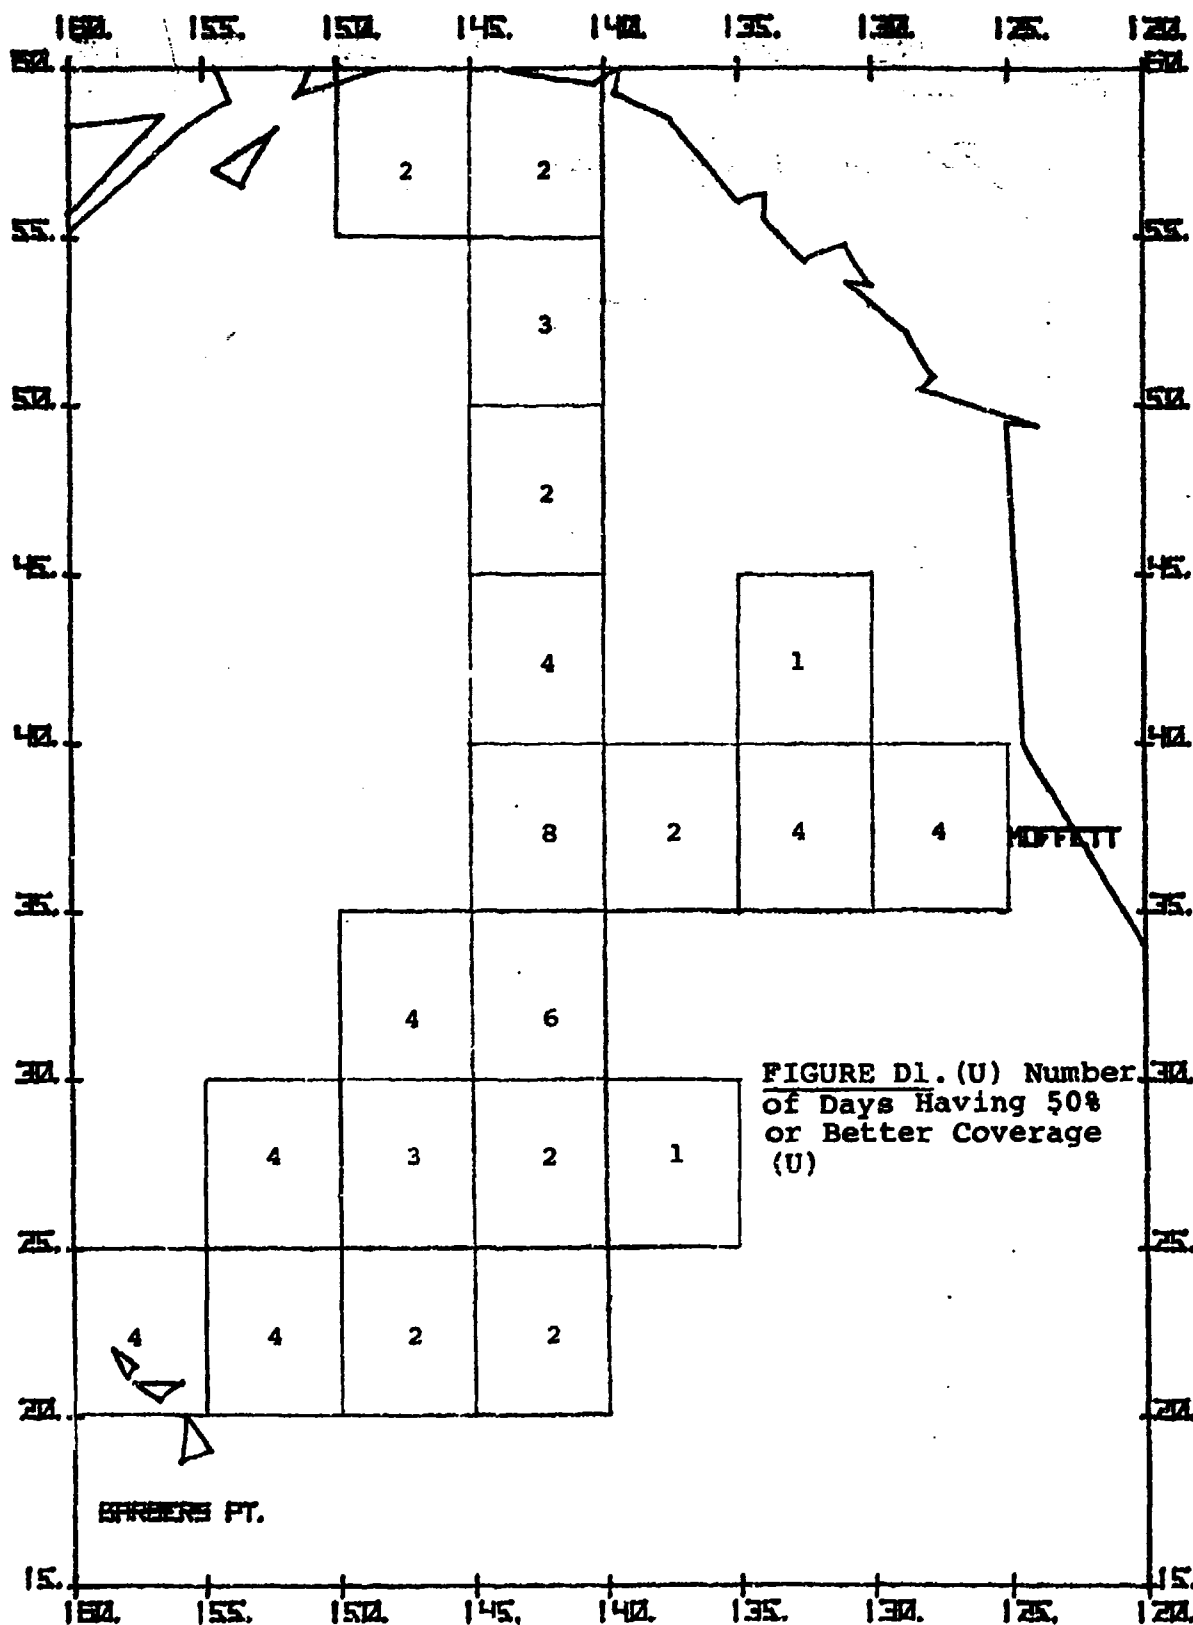 160. 155. 150. 145. 140. 135. 130. 125. 120.
60. 60.
2 2
55. 55.
3
50. 50.
2
45. 45.
4 1
40. 40.
8 2 4 4 MOFFETT
35. 35.
4 6
30. 30.
FIGURE D1. (U) Number
of Days Having 50%
or Better Coverage
(U)
4 3 2 1
25. 25.
4 4 2 2
20. 20.
BARBERS PT.
15. 15.
160. 155. 150. 145. 140. 135. 130. 125. 120.